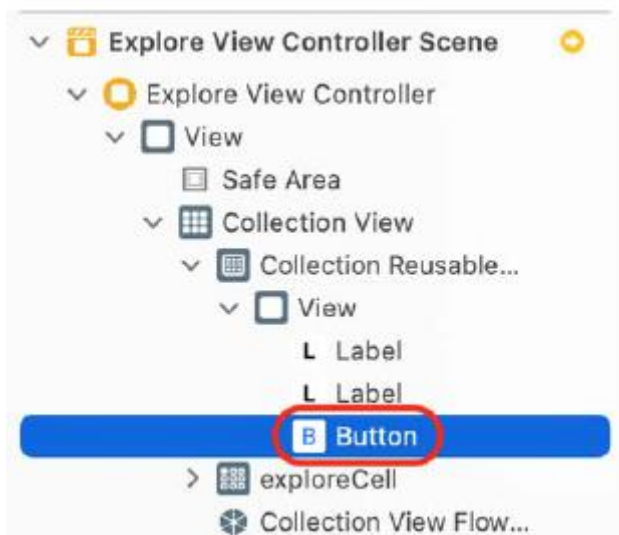 Explore View Controller Scene
Explore View Controller
View
Safe Area
Collection View
Collection Reusable...
View
L Label
L Label
B Button
exploreCell
Collection View Flow...